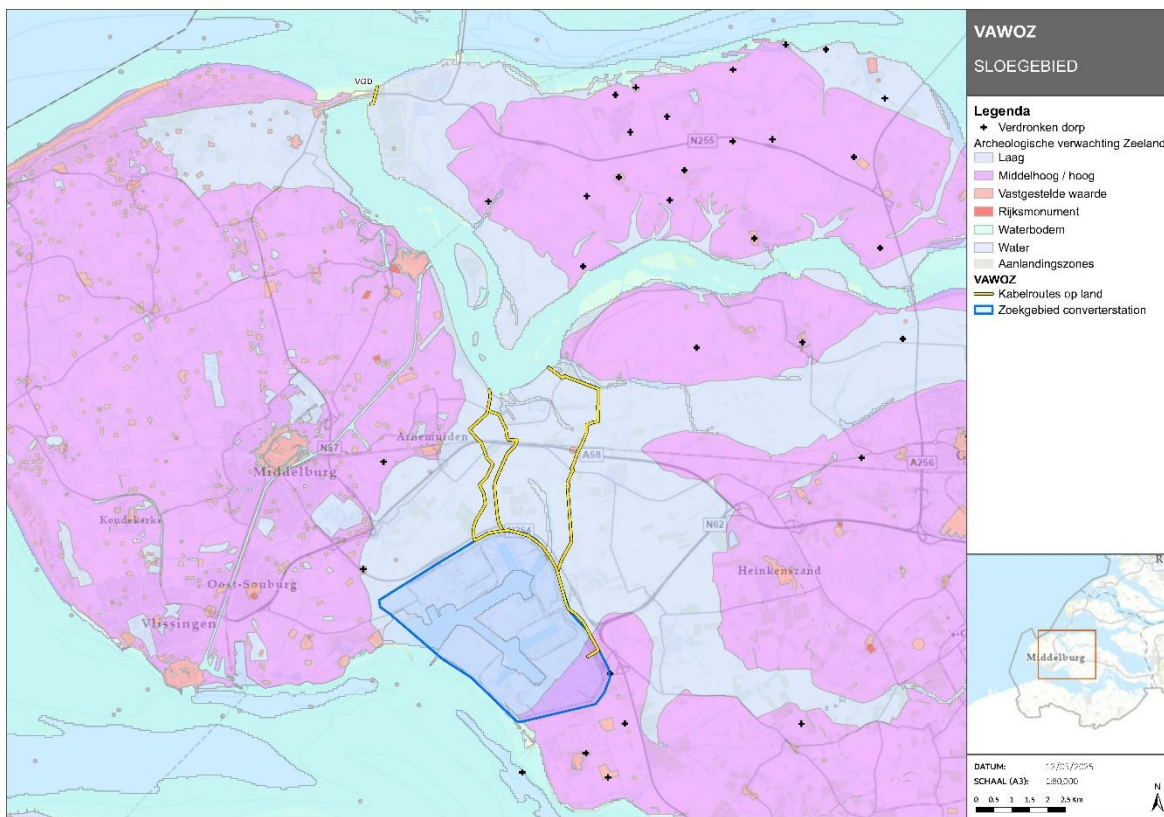 VAWOZ
SLOEGEBIED
Legenda
Verdronken dorp
Archeologische verwachting Zeeland
Laag
Middelhoog / hoog
Vastgestelde waarde
Rijksmonument
Waterbodem
Water
Aanlandingszones
VAWOZ
Kabelroutes op land
Zoekgebied converterstation
VGD
N255
Arnemuiden
N57
Middelburg
A58
A256
Koudekerke
N254
N62
Oost-Souburg
Heinkenszand
Vlissingen
G
R
Middelburg
s-G
DATUM: 12/05/2025
SCHAAL (A3): 1:80,000
0 0.5 1 1.5 2 2.5 Km
N